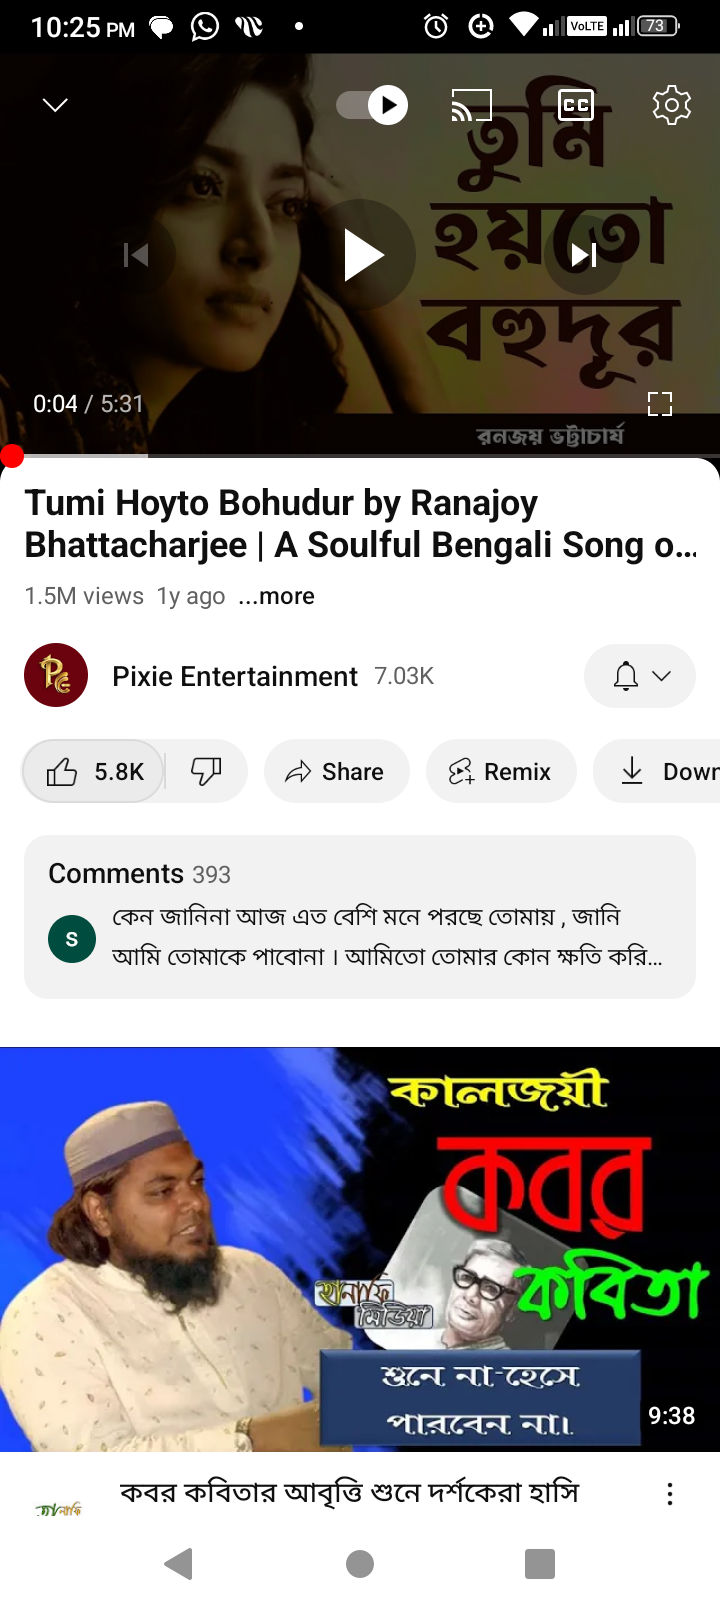 10:25 PM
VoLTE
73
তুমি
হয়তো
বহুদূর
CC
0:04 / 5:31
রনজয় ভট্টাচার্য
Tumi Hoyto Bohudur by Ranajoy
Bhattacharjee | A Soulful Bengali Song o...
1.5M views 1y ago ...more
Pixie Entertainment 7.03K
5.8K
Share
Remix
Down
Comments 393
S
কেন জানিনা আজ এত বেশি মনে পরছে তোমায় , জানি
আমি তোমাকে পাবোনা । আমিতো তোমার কোন ক্ষতি করি...
কালজয়ী
কবর
কবিতা
হানাফি
মিডিয়া
শুনে না-হেসে
পারবেন না।
9:38
কবর কবিতার আবৃত্তি শুনে দর্শকেরা হাসি
হানাফি